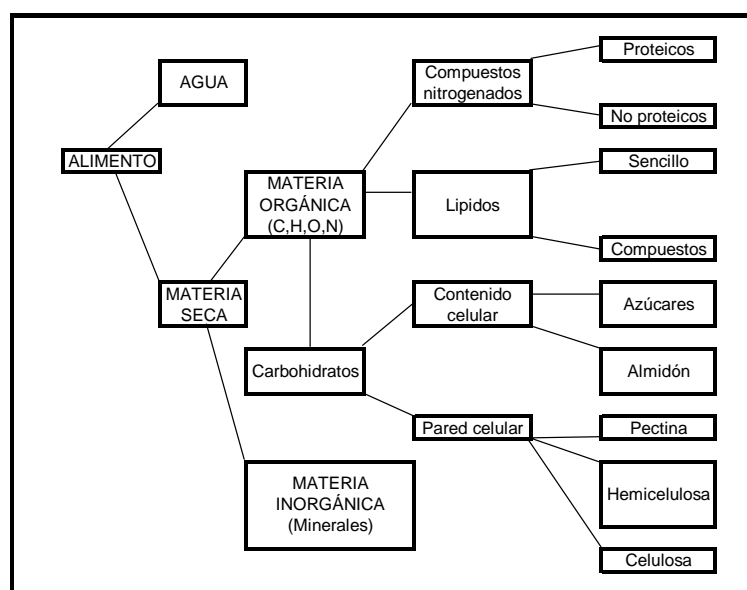 AGUA
ALIMENTO
MATERIA
SECA
MATERIA
ORGÁNICA
(C,H,O,N)
Carbohidratos
MATERIA
INORGÁNICA
(Minerales)
Compuestos
nitrogenados
Lipidos
Contenido
celular
Pared celular
Proteicos
No proteicos
Sencillo
Compuestos
Azúcares
Almidón
Pectina
Hemicelulosa
Celulosa